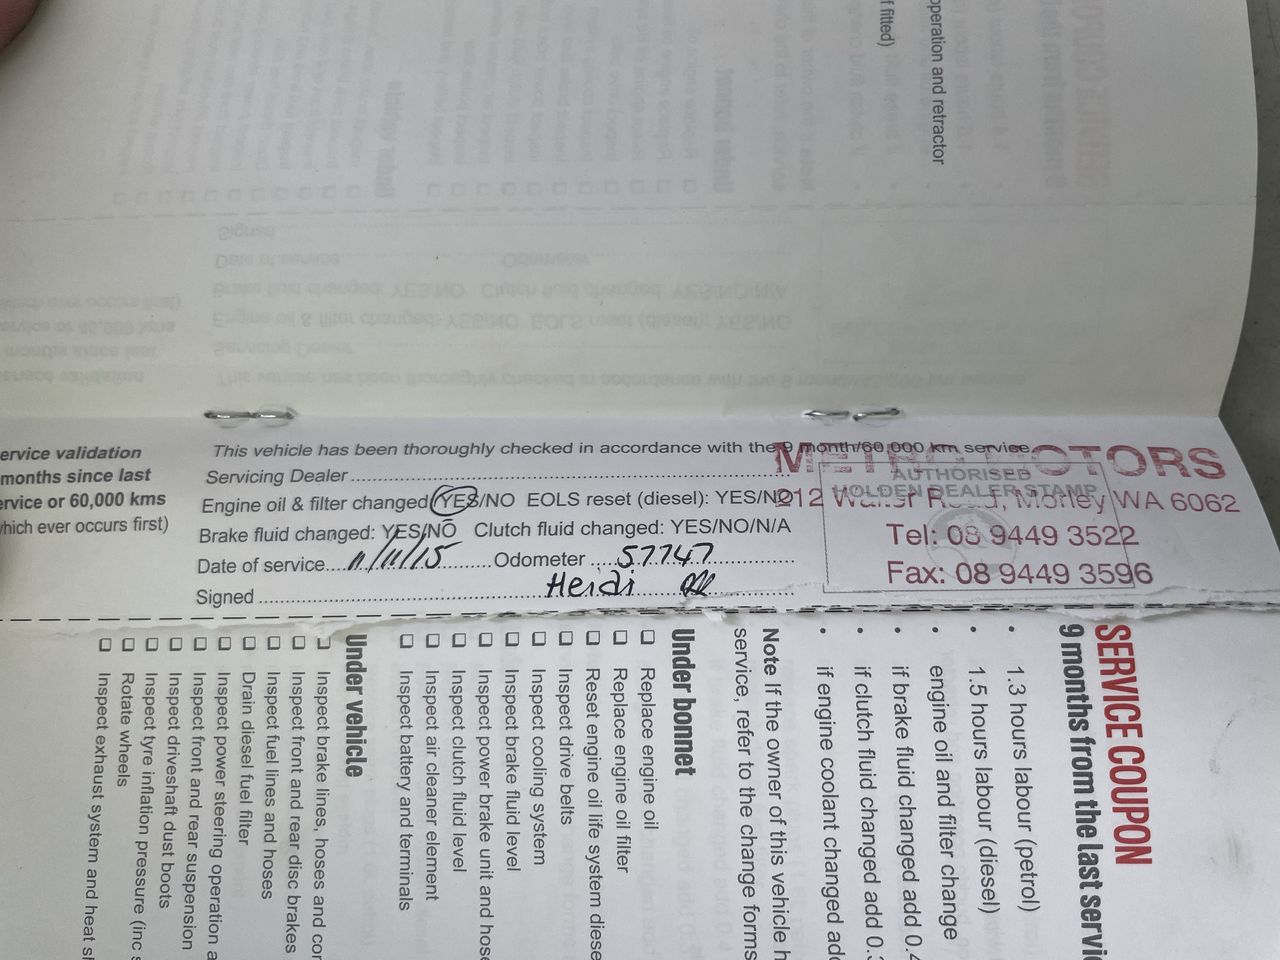 operation and retractor
f fitted)
ervice validation
months since last
ervice or 60,000 kms
which ever occurs first)
This vehicle has been thoroughly checked in accordance with the 9 month/60,000 km service.
Servicing Dealer
Engine oil & filter changed: YES/NO EOLS reset (diesel): YES/NO
Brake fluid changed: YES/NO Clutch fluid changed: YES/NO/N/A
Date of service 11/11/15 Odometer 57747
Signed Heidi
MOTORS
AUTHORISED
HOLDEN DEALER STAMP
212 Morley WA 6062
Tel: 08 9449 3522
Fax: 08 9449 3596
SERVICE COUPON
9 months from the last servic
• 1.3 hours labour (petrol)
• 1.5 hours labour (diesel)
• engine oil and filter change
• if brake fluid changed add 0.4
• if clutch fluid changed add 0.3
• if engine coolant changed add
Note If the owner of this vehicle h
service, refer to the change forms
Under bonnet
☐ Replace engine oil
☐ Replace engine oil filter
☐ Reset engine oil life system diese
☐ Inspect drive belts
☐ Inspect cooling system
☐ Inspect brake fluid level
☐ Inspect power brake unit and hose
☐ Inspect clutch fluid level
☐ Inspect air cleaner element
☐ Inspect battery and terminals
Under vehicle
☐ Inspect brake lines, hoses and con
☐ Inspect front and rear disc brakes
☐ Inspect fuel lines and hoses
☐ Drain diesel fuel filter
☐ Inspect power steering operation a
☐ Inspect front and rear suspension
☐ Inspect driveshaft dust boots
☐ Inspect tyre inflation pressure (inc s
☐ Rotate wheels
☐ Inspect exhaust system and heat sh